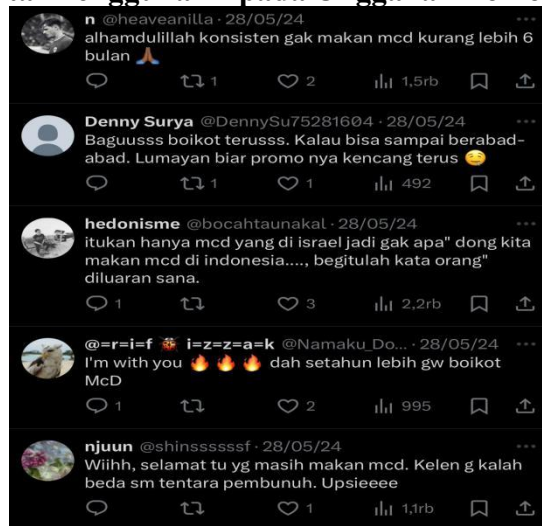 n @heaveanilla · 28/05/24
alhamdulillah konsisten gak makan mcd kurang lebih 6
bulan 🙏🏾
1 2 1,5rb
Denny Surya @DennySu75281604 · 28/05/24
Baguusss boikot terusss. Kalau bisa sampai berabad-
abad. Lumayan biar promo nya kencang terus 🤤
1 1 492
hedonisme @bocahtaunakal · 28/05/24
itukan hanya mcd yang di israel jadi gak apa" dong kita
makan mcd di indonesia...., begitulah kata orang"
diluaran sana.
1 3 2,2rb
@=r=i=f 🐞 i=z=z=a=k @Namaku_Do... · 28/05/24
I'm with you 🔥 🔥 🔥 dah setahun lebih gw boikot
McD
1 2 995
njuun @shinssssssf · 28/05/24
Wiihh, selamat tu yg masih makan mcd. Kelen g kalah
beda sm tentara pembunuh. Upsieeee
1 1,1rb